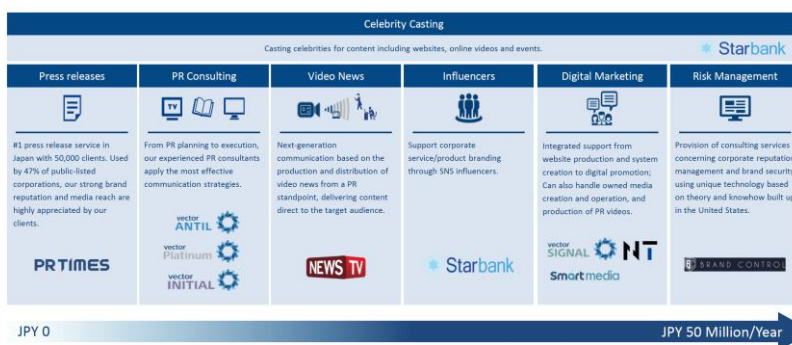 Celebrity Casting
Casting celebrities for content including websites, online videos and events.
Starbank
Press releases
#1 press release service in
Japan with 50,000 clients. Used
by 47% of public-listed
corporations, our strong brand
reputation and media reach are
highly appreciated by our
clients.
PR TIMES
PR Consulting
TV
From PR planning to execution,
our experienced PR consultants
apply the most effective
communication strategies.
vector
ANTIL
vector
Platinum
vector
INITIAL
Video News
Next-generation
communication based on the
production and distribution of
video news from a PR
standpoint, delivering content
direct to the target audience.
NEWS TV
Influencers
Support corporate
service/product branding
through SNS influencers.
Starbank
Digital Marketing
Integrated support from
website production and system
creation to digital promotion;
Can also handle owned media
creation and operation, and
production of PR videos.
vector
SIGNAL
NT
Smartmedia
Risk Management
Provision of consulting services
concerning corporate reputation
management and brand security
using unique technology based
on theory and knowhow built up
in the United States.
BRAND CONTROL
JPY 0
JPY 50 Million/Year